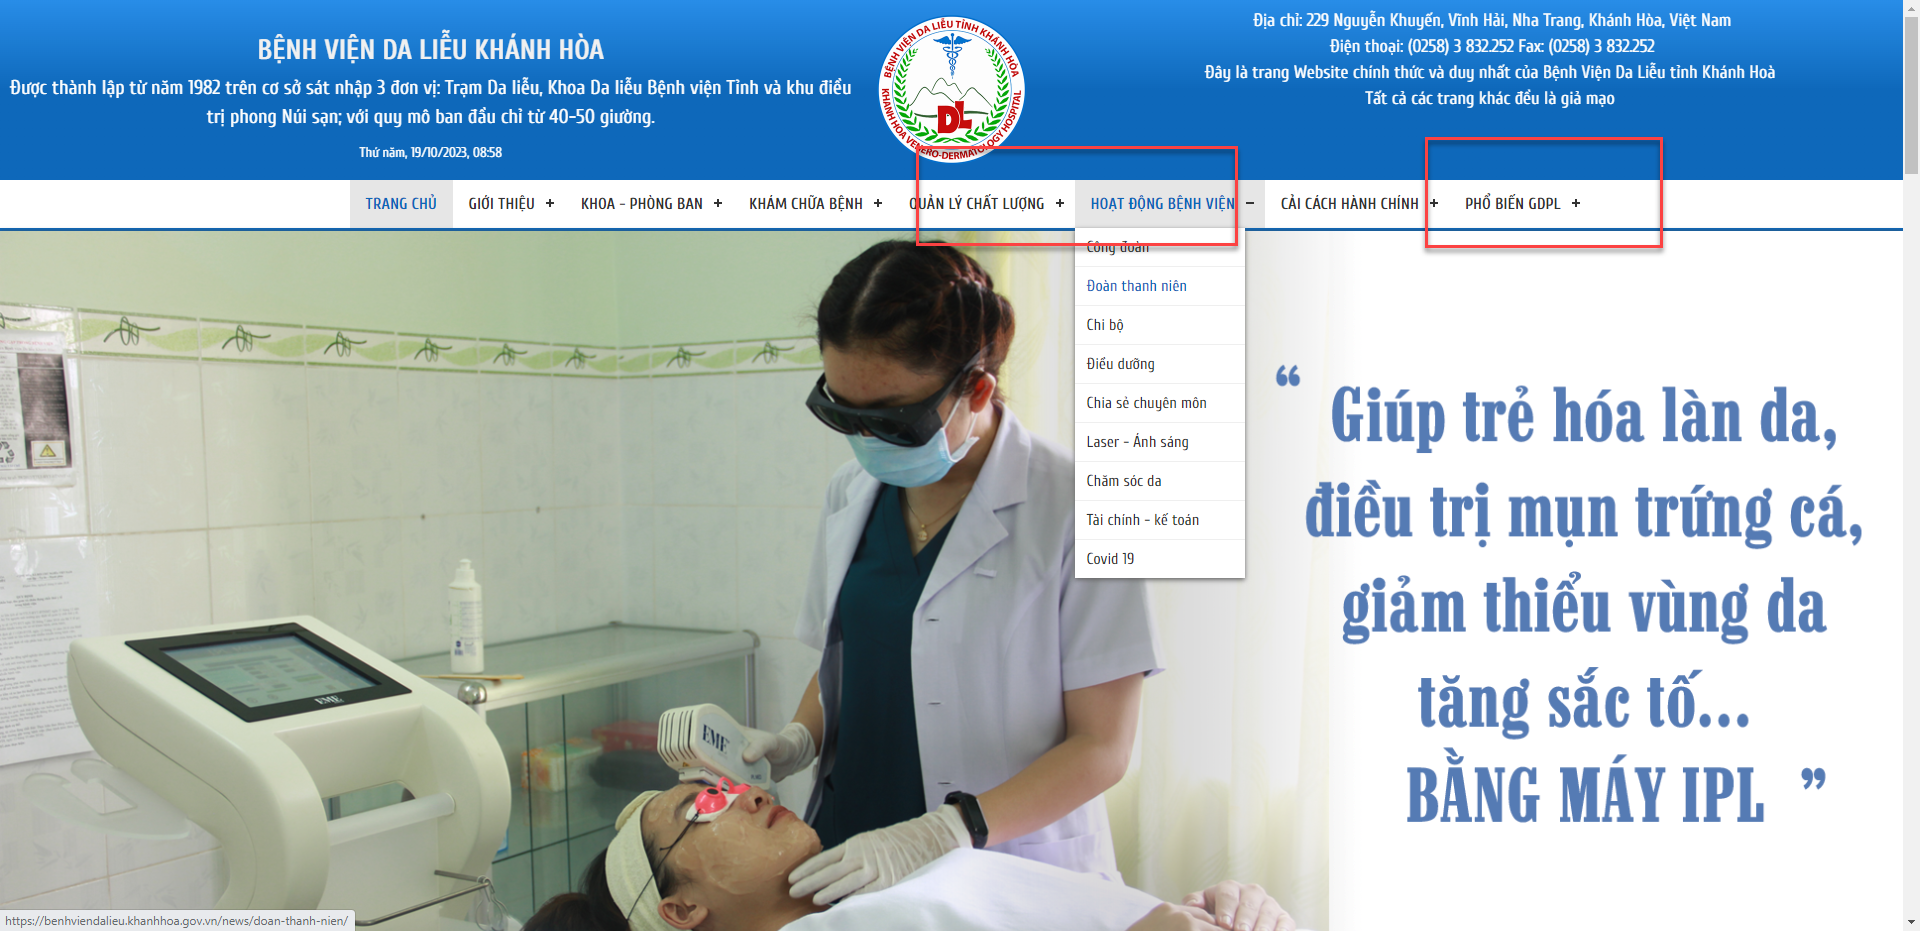 BỆNH VIỆN DA LIỄU KHÁNH HÒA
Được thành lập từ năm 1982 trên cơ sở sát nhập 3 đơn vị: Trạm Da liễu, Khoa Da liễu Bệnh viện Tỉnh và khu điều
trị phong Núi sạn; với quy mô ban đầu chỉ từ 40-50 giường.
Thứ năm, 19/10/2023, 08:58
BỆNH VIỆN DA LIỄU TỈNH KHÁNH HÒA
DL
KHANH HOA VENERO-DERMATOLOGY HOSPITAL
Địa chỉ: 229 Nguyễn Khuyến, Vĩnh Hải, Nha Trang, Khánh Hòa, Việt Nam
Điện thoại: (0258) 3 832.252 Fax: (0258) 3 832.252
Đây là trang Website chính thức và duy nhất của Bệnh Viện Da Liễu tỉnh Khánh Hoà
Tất cả các trang khác đều là giả mạo
TRANG CHỦ GIỚI THIỆU + KHOA - PHÒNG BAN + KHÁM CHỮA BỆNH + QUẢN LÝ CHẤT LƯỢNG + HOẠT ĐỘNG BỆNH VIỆN - CẢI CÁCH HÀNH CHÍNH + PHỔ BIẾN GDPL +
Công đoàn
Đoàn thanh niên
Chi bộ
Điều dưỡng
Chia sẻ chuyên môn
Laser - Ánh sáng
Chăm sóc da
Tài chính - kế toán
Covid 19
“ Giúp trẻ hóa làn da,
điều trị mụn trứng cá,
giảm thiểu vùng da
tăng sắc tố...
BẰNG MÁY IPL ”
EME
EME
https://benhviendalieu.khanhhoa.gov.vn/news/doan-thanh-nien/